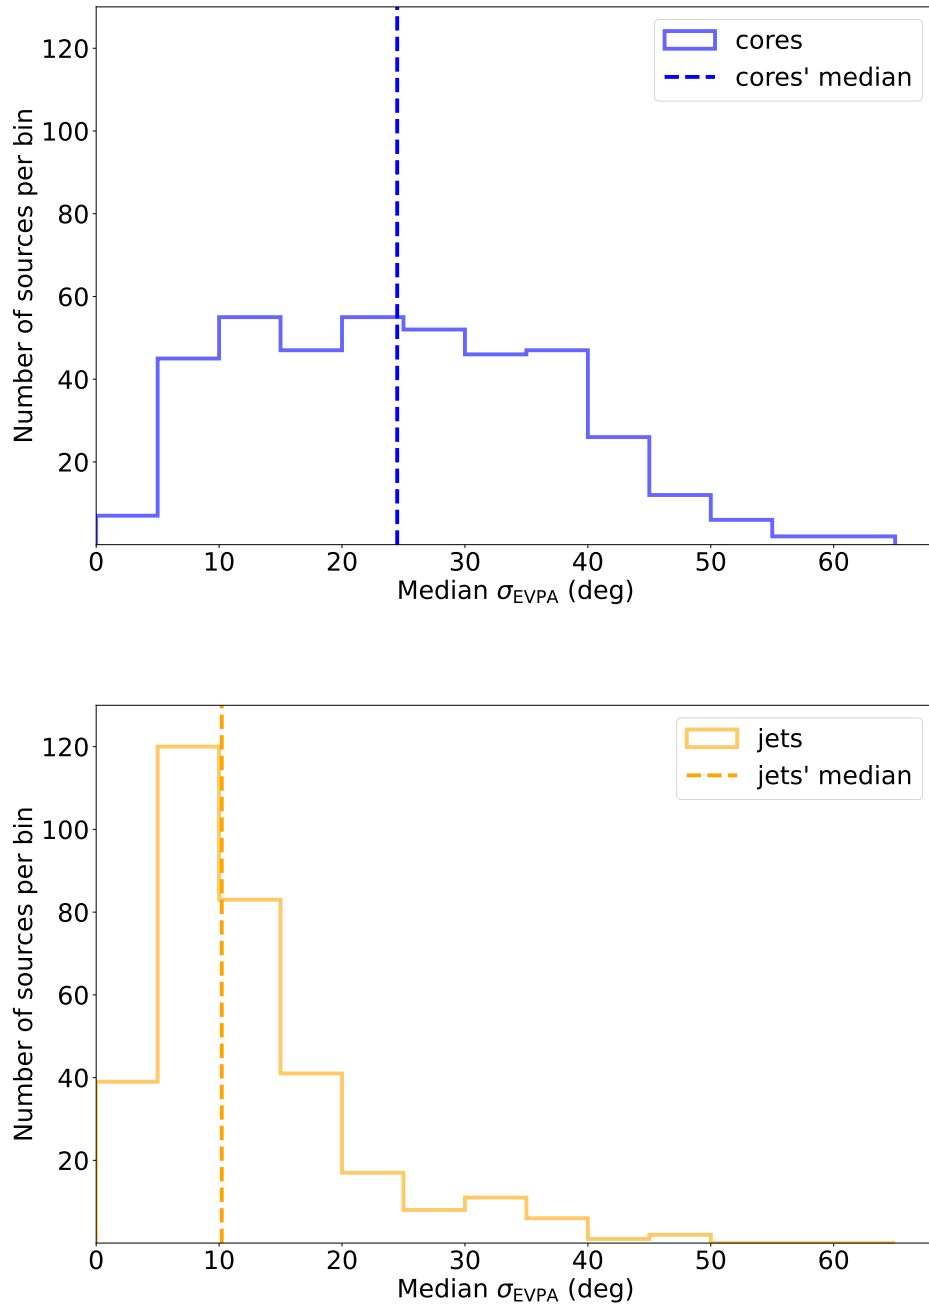 120
100
80
60
40
20
Number of sources per bin
cores
cores' median
0 10 20 30 40 50 60
Median σEVPA (deg)
120
100
80
60
40
20
Number of sources per bin
jets
jets' median
0 10 20 30 40 50 60
Median σEVPA (deg)